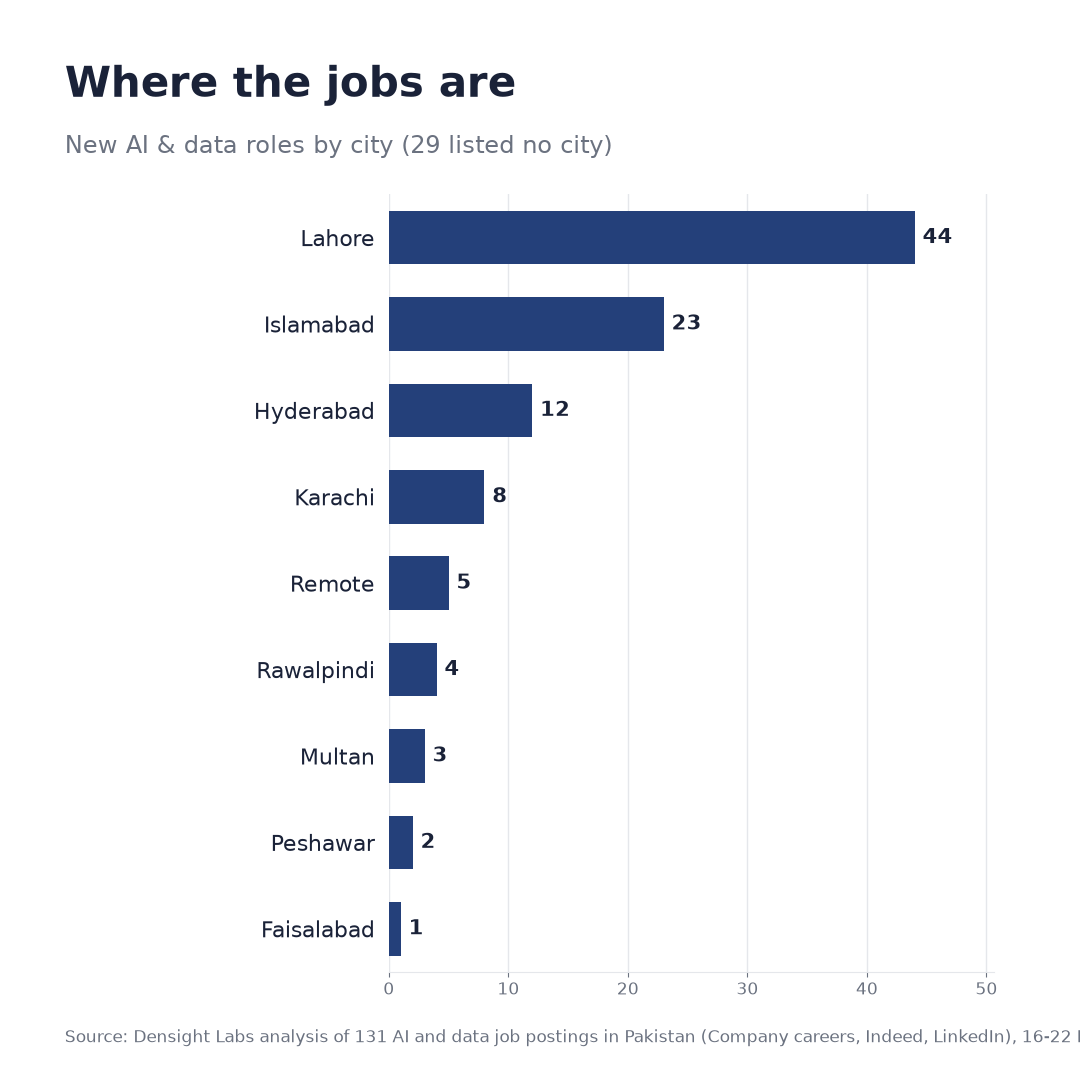 Where the jobs are
New AI & data roles by city (29 listed no city)
Lahore 44
Islamabad 23
Hyderabad 12
Karachi 8
Remote 5
Rawalpindi 4
Multan 3
Peshawar 2
Faisalabad 1
0 10 20 30 40 50
Source: Densight Labs analysis of 131 AI and data job postings in Pakistan (Company careers, Indeed, LinkedIn), 16-22